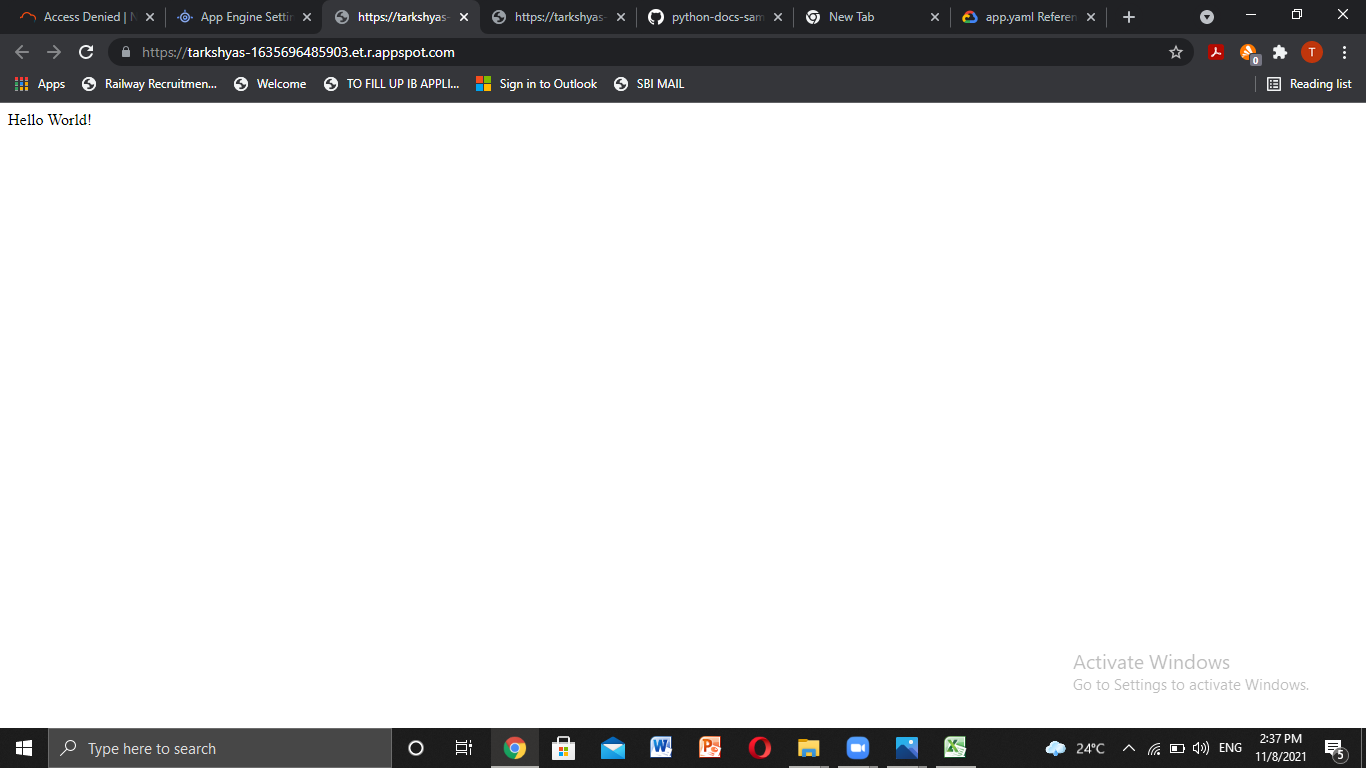 Access Denied | N
App Engine Settin
https://tarkshyas-
https://tarkshyas-
python-docs-sam
New Tab
app.yaml Referen
https://tarkshyas-1635696485903.et.r.appspot.com
0
T
Apps
Railway Recruitmen...
Welcome
TO FILL UP IB APPLI...
Sign in to Outlook
SBI MAIL
Reading list
Hello World!
Activate Windows
Go to Settings to activate Windows.
Type here to search
24°C
ENG
2:37 PM
11/8/2021
5